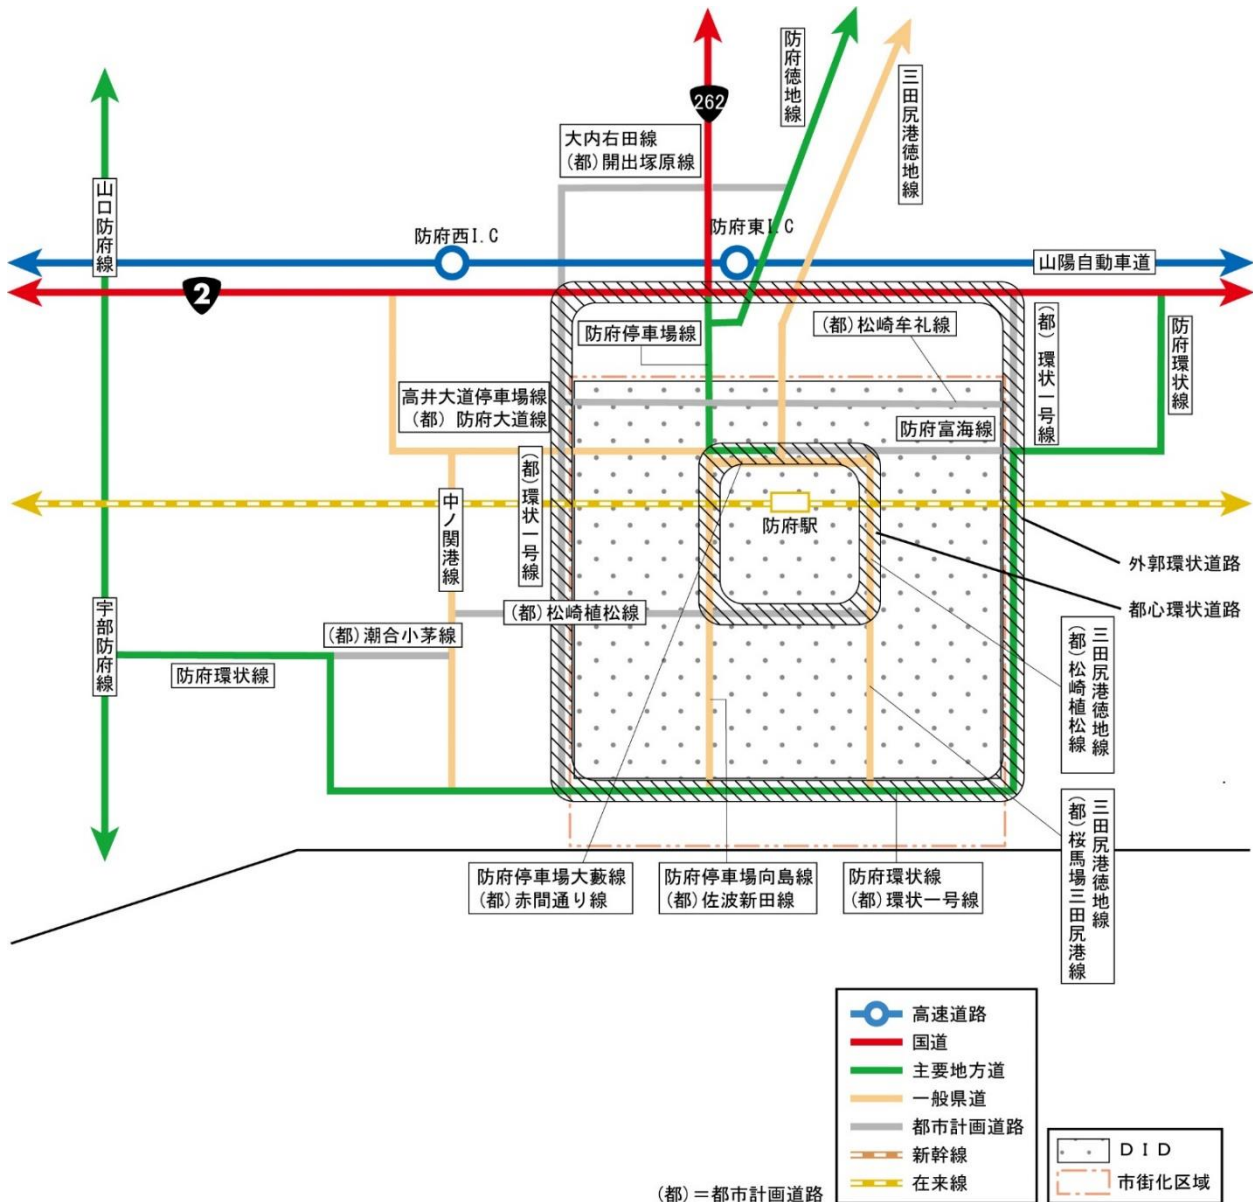 防府徳地線
三田尻港徳地線
262
大内右田線
(都)開出塚原線
山口防府線
防府西I.C
防府東I.C
山陽自動車道
2
防府停車場線
(都)松崎牟礼線
(都)環状一号線
防府環状線
高井大道停車場線
(都)防府大道線
防府富海線
(都)環状一号線
中ノ関港線
防府駅
外郭環状道路
都心環状道路
宇部防府線
(都)松崎植松線
(都)潮合小茅線
防府環状線
三田尻港徳地線
(都)松崎植松線
三田尻港徳地線
(都)桜馬場三田尻港線
防府停車場大藪線
(都)赤間通り線
防府停車場向島線
(都)佐波新田線
防府環状線
(都)環状一号線
高速道路
国道
主要地方道
一般県道
都市計画道路
新幹線
在来線
DID
市街化区域
(都)=都市計画道路